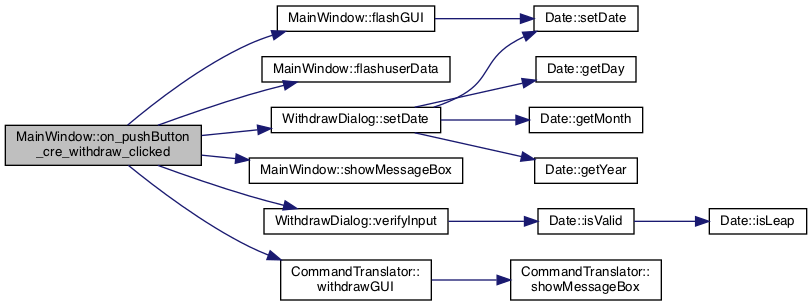 MainWindow::on_pushButton
_cre_withdraw_clicked
MainWindow::flashGUI
Date::setDate
MainWindow::flashuserData
Date::getDay
WithdrawDialog::setDate
Date::getMonth
MainWindow::showMessageBox
Date::getYear
WithdrawDialog::verifyInput
Date::isValid
Date::isLeap
CommandTranslator::
withdrawGUI
CommandTranslator::
showMessageBox